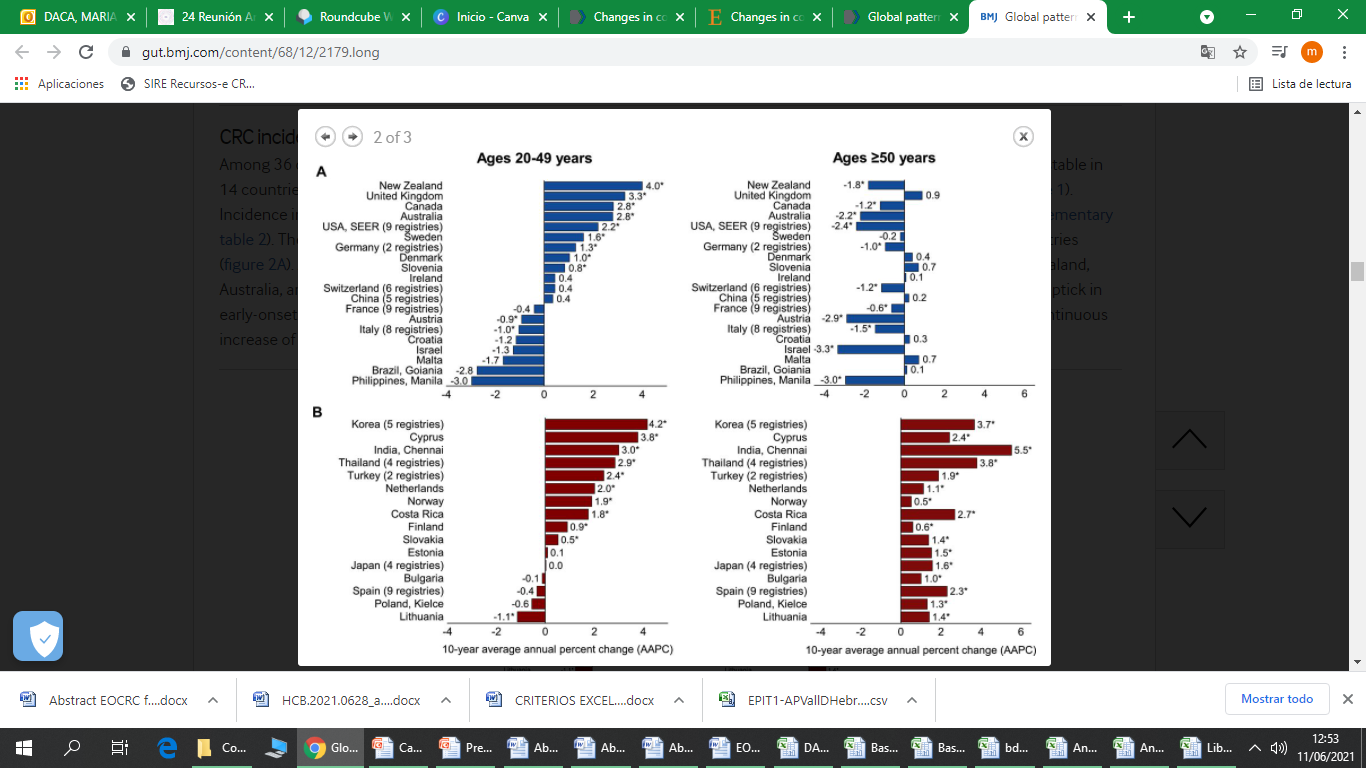 DACA, MARIA
24 Reunión A
Roundcube W
Inicio - Canva
Changes in co
Changes in co
Global patter
BMJ Global patter
gut.bmj.com/content/68/12/2179.long
m
Aplicaciones
SIRE Recursos-e CR...
Lista de lectura
CRC incid
Among 36
table in
14 countrie
1).
Incidence i
ementary
table 2). Th
ries
(figure 2A).
aland,
Australia, a
ptick in
early-onset
ntinuous
increase of
2 of 3
Ages 20-49 years
Ages ≥50 years
A
New Zealand 4.0*
United Kingdom 3.3*
Canada 2.8*
Australia 2.8*
USA, SEER (9 registries) 2.2*
Sweden 1.6*
Germany (2 registries) 1.3*
Denmark 1.0*
Slovenia 0.8*
Ireland 0.4
Switzerland (6 registries) 0.4
China (5 registries) 0.4
France (9 registries) -0.4
Austria -0.9*
Italy (8 registries) -1.0*
Croatia -1.2
Israel -1.3
Malta -1.7
Brazil, Goiania -2.8
Philippines, Manila -3.0
-4 -2 0 2 4
New Zealand -1.8*
United Kingdom 0.9
Canada -1.2*
Australia -2.2*
USA, SEER (9 registries) -2.4*
Sweden -0.2
Germany (2 registries) -1.0*
Denmark 0.4
Slovenia 0.7
Ireland 0.1
Switzerland (6 registries) -1.2*
China (5 registries) 0.2
France (9 registries) -0.6*
Austria -2.9*
Italy (8 registries) -1.5*
Croatia 0.3
Israel -3.3*
Malta 0.7
Brazil, Goiania 0.1
Philippines, Manila -3.0*
-4 -2 0 2 4 6
B
Korea (5 registries) 4.2*
Cyprus 3.8*
India, Chennai 3.0*
Thailand (4 registries) 2.9*
Turkey (2 registries) 2.4*
Netherlands 2.0*
Norway 1.9*
Costa Rica 1.8*
Finland 0.9*
Slovakia 0.5*
Estonia 0.1
Japan (4 registries) 0.0
Bulgaria -0.1
Spain (9 registries) -0.4
Poland, Kielce -0.6
Lithuania -1.1*
-4 -2 0 2 4
10-year average annual percent change (AAPC)
Korea (5 registries) 3.7*
Cyprus 2.4*
India, Chennai 5.5*
Thailand (4 registries) 3.8*
Turkey (2 registries) 1.9*
Netherlands 1.1*
Norway 0.5*
Costa Rica 2.7*
Finland 0.6*
Slovakia 1.4*
Estonia 1.5*
Japan (4 registries) 1.6*
Bulgaria 1.0*
Spain (9 registries) 2.3*
Poland, Kielce 1.3*
Lithuania 1.4*
-4 -2 0 2 4 6
10-year average annual percent change (AAPC)
Abstract EOCRC f....docx
HCB.2021.0628_a....docx
CRITERIOS EXCEL....docx
EPIT1-APVallDHebr....csv
Mostrar todo
Co...
Glo...
Ca...
Pre...
Ab...
Ab...
Ab...
EO...
DA...
Bas...
Bas...
bd...
An...
An...
Lib...
12:53
11/06/2021